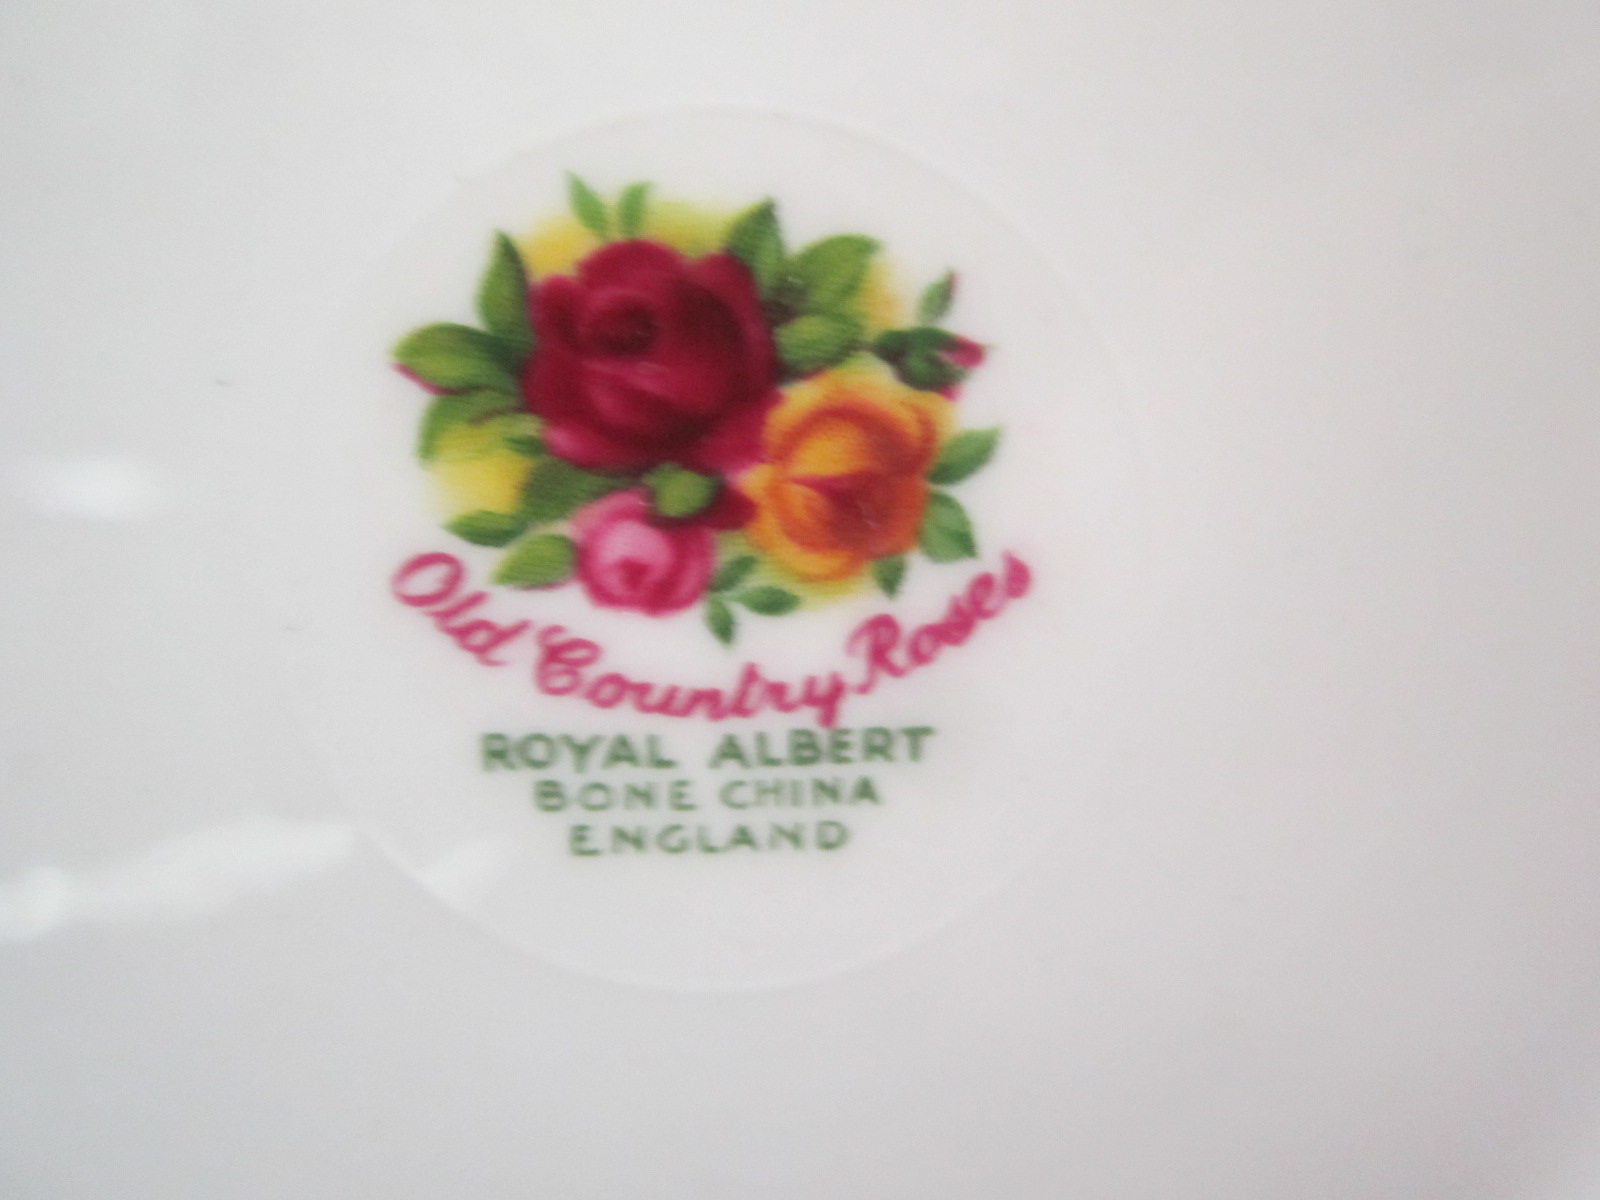 Old Country Roses
ROYAL ALBERT
BONE CHINA
ENGLAND